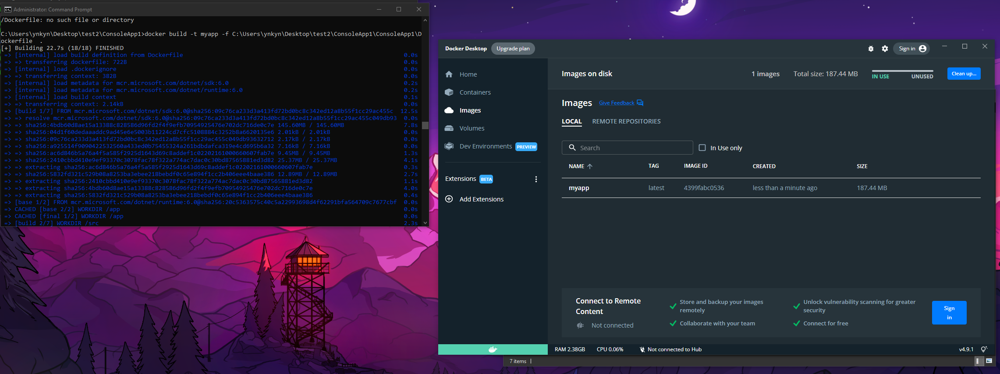 Administrator: Command Prompt
/Dockerfile: no such file or directory
C:\Users\ynkyn\Desktop\test2\ConsoleApp1>docker build -t myapp -f C:\Users\ynkyn\Desktop\test2\ConsoleApp1\ConsoleApp1\D
ockerfile  .
[+] Building 22.7s (18/18) FINISHED
=> [internal] load build definition from Dockerfile 0.0s
=> => transferring dockerfile: 722B 0.0s
=> [internal] load .dockerignore 0.0s
=> => transferring context: 382B 0.0s
=> [internal] load metadata for mcr.microsoft.com/dotnet/sdk:6.0 0.2s
=> [internal] load metadata for mcr.microsoft.com/dotnet/runtime:6.0 0.2s
=> [internal] load build context 0.1s
=> => transferring context: 2.14kB 0.0s
=> [build 1/7] FROM mcr.microsoft.com/dotnet/sdk:6.0@sha256:09c76ca233d3a413fd72bd0bc8c342ed12a8b55f1cc29ac455c 12.5s
=> => resolve mcr.microsoft.com/dotnet/sdk:6.0@sha256:09c76ca233d3a413fd72bd0bc8c342ed12a8b55f1cc29ac455c049db93 0.0s
=> => sha256:4bdb60d8ae15a13388c828586d96fd2f4f9efb70954925476e702dc716de0c7e 145.60MB / 145.60MB 7.8s
=> => sha256:04d1f60dedaaaddc9ad45e6e5003b11224cd7cfc5108884c3252b8a6620135e6 2.01kB / 2.01kB 0.0s
=> => sha256:09c76ca233d3a413fd72bd0bc8c342ed12a8b55f1cc29ac455c049db93632712 2.17kB / 2.17kB 0.0s
=> => sha256:a925514f9090422532560a433ed0b75455324a261bdbdafca319e4cd695b6a32 7.16kB / 7.16kB 0.0s
=> => sha256:ac6d846b5a76a4f5a585f2925d1643d69c8addef1c02202161000660607fab7e 9.45MB / 9.45MB 1.3s
=> => sha256:2410cbbd410e9ef93370c3078fac78f322a774ac7dac0c30bd87565881ed3d82 25.37MB / 25.37MB 4.1s
=> => extracting sha256:ac6d846b5a76a4f5a585f2925d1643d69c8addef1c02202161000660607fab7e 0.3s
=> => sha256:5832fd321c529b08a8253ba3ebee218bebdf0c65e894f1cc2b406eee4baae386 12.89MB / 12.89MB 2.7s
=> => extracting sha256:2410cbbd410e9ef93370c3078fac78f322a774ac7dac0c30bd87565881ed3d82 1.1s
=> => extracting sha256:4bdb60d8ae15a13388c828586d96fd2f4f9efb70954925476e702dc716de0c7e 4.0s
=> => extracting sha256:5832fd321c529b08a8253ba3ebee218bebdf0c65e894f1cc2b406eee4baae386 0.4s
=> [base 1/2] FROM mcr.microsoft.com/dotnet/runtime:6.0@sha256:20c5363575c40c5a22993698d4f62291bfa564709c7677cbf 0.0s
=> CACHED [base 2/2] WORKDIR /app 0.0s
=> CACHED [final 1/2] WORKDIR /app 0.0s
=> [build 2/7] WORKDIR /src 2.3s
Docker Desktop Upgrade plan Sign in
Home
Containers
Images
Volumes
Dev Environments PREVIEW
Extensions BETA
Add Extensions
Images on disk 1 images Total size: 187.44 MB IN USE UNUSED Clean up...
Images Give Feedback
LOCAL REMOTE REPOSITORIES
Search In Use only
NAME TAG IMAGE ID CREATED SIZE
myapp latest 4399fabc0536 less than a minute ago 187.44 MB
Connect to Remote
Content
Not connected
Store and backup your images
remotely
Collaborate with your team
Unlock vulnerability scanning for greater
security
Connect for free
Sign
in
RAM 2.38GB CPU 0.06% Not connected to Hub v4.9.1
7 items